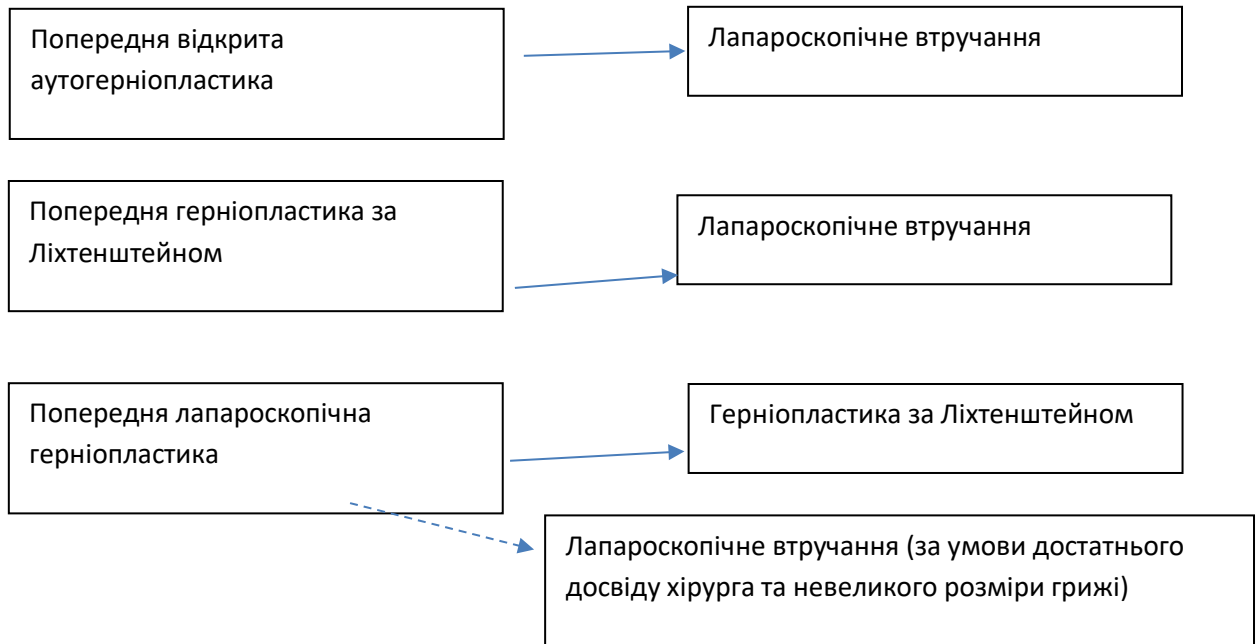 Попередня відкрита
аутогерніопластика
Лапароскопічне втручання
Попередня герніопластика за
Ліхтенштейном
Лапароскопічне втручання
Попередня лапароскопічна
герніопластика
Герніопластика за Ліхтенштейном
Лапароскопічне втручання (за умови достатнього
досвіду хірурга та невеликого розміри грижі)